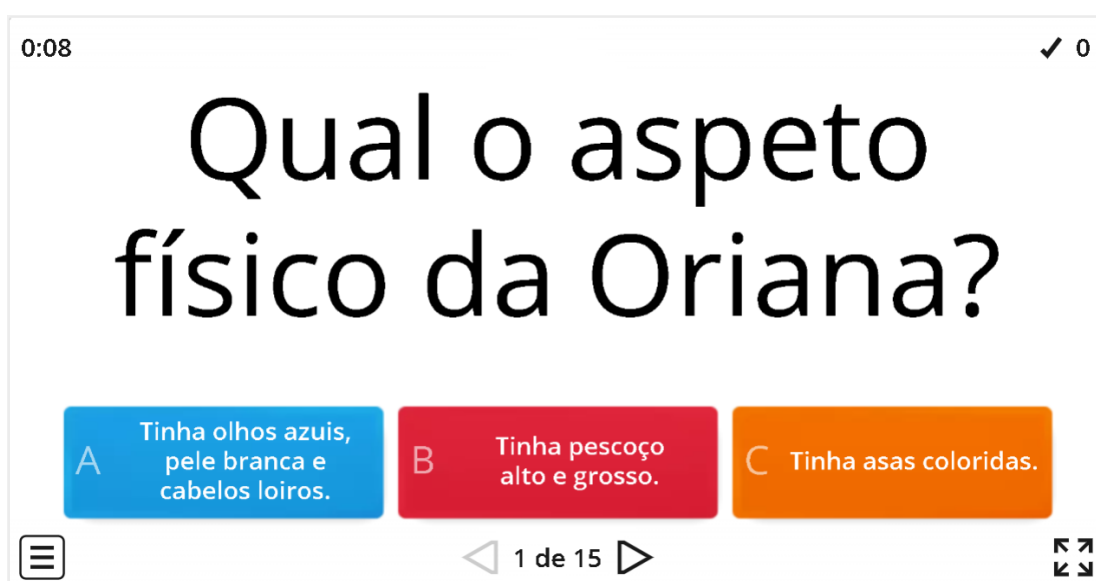 0:08
✓ 0
Qual o aspeto
físico da Oriana?
A
Tinha olhos azuis,
pele branca e
cabelos loiros.
B
Tinha pescoço
alto e grosso.
C
Tinha asas coloridas.
1 de 15